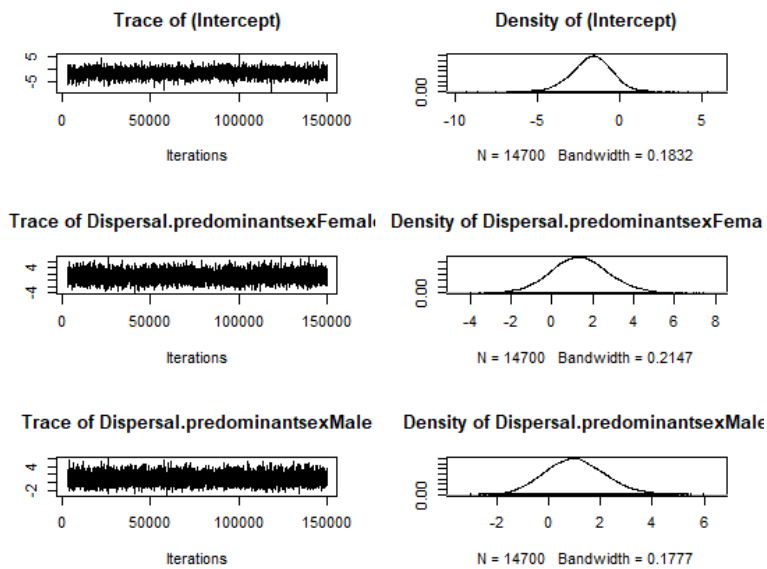 Trace of (Intercept)
Density of (Intercept)
5
-5
0 50000 100000 150000
Iterations
0.00
-10 -5 0 5
N = 14700 Bandwidth = 0.1832
Trace of Dispersal.predominantsexFemal
Density of Dispersal.predominantsexFema
4
-4
0 50000 100000 150000
Iterations
0.00
-4 -2 0 2 4 6 8
N = 14700 Bandwidth = 0.2147
Trace of Dispersal.predominantsexMale
Density of Dispersal.predominantsexMale
4
-2
0 50000 100000 150000
Iterations
0.00
-2 0 2 4 6
N = 14700 Bandwidth = 0.1777